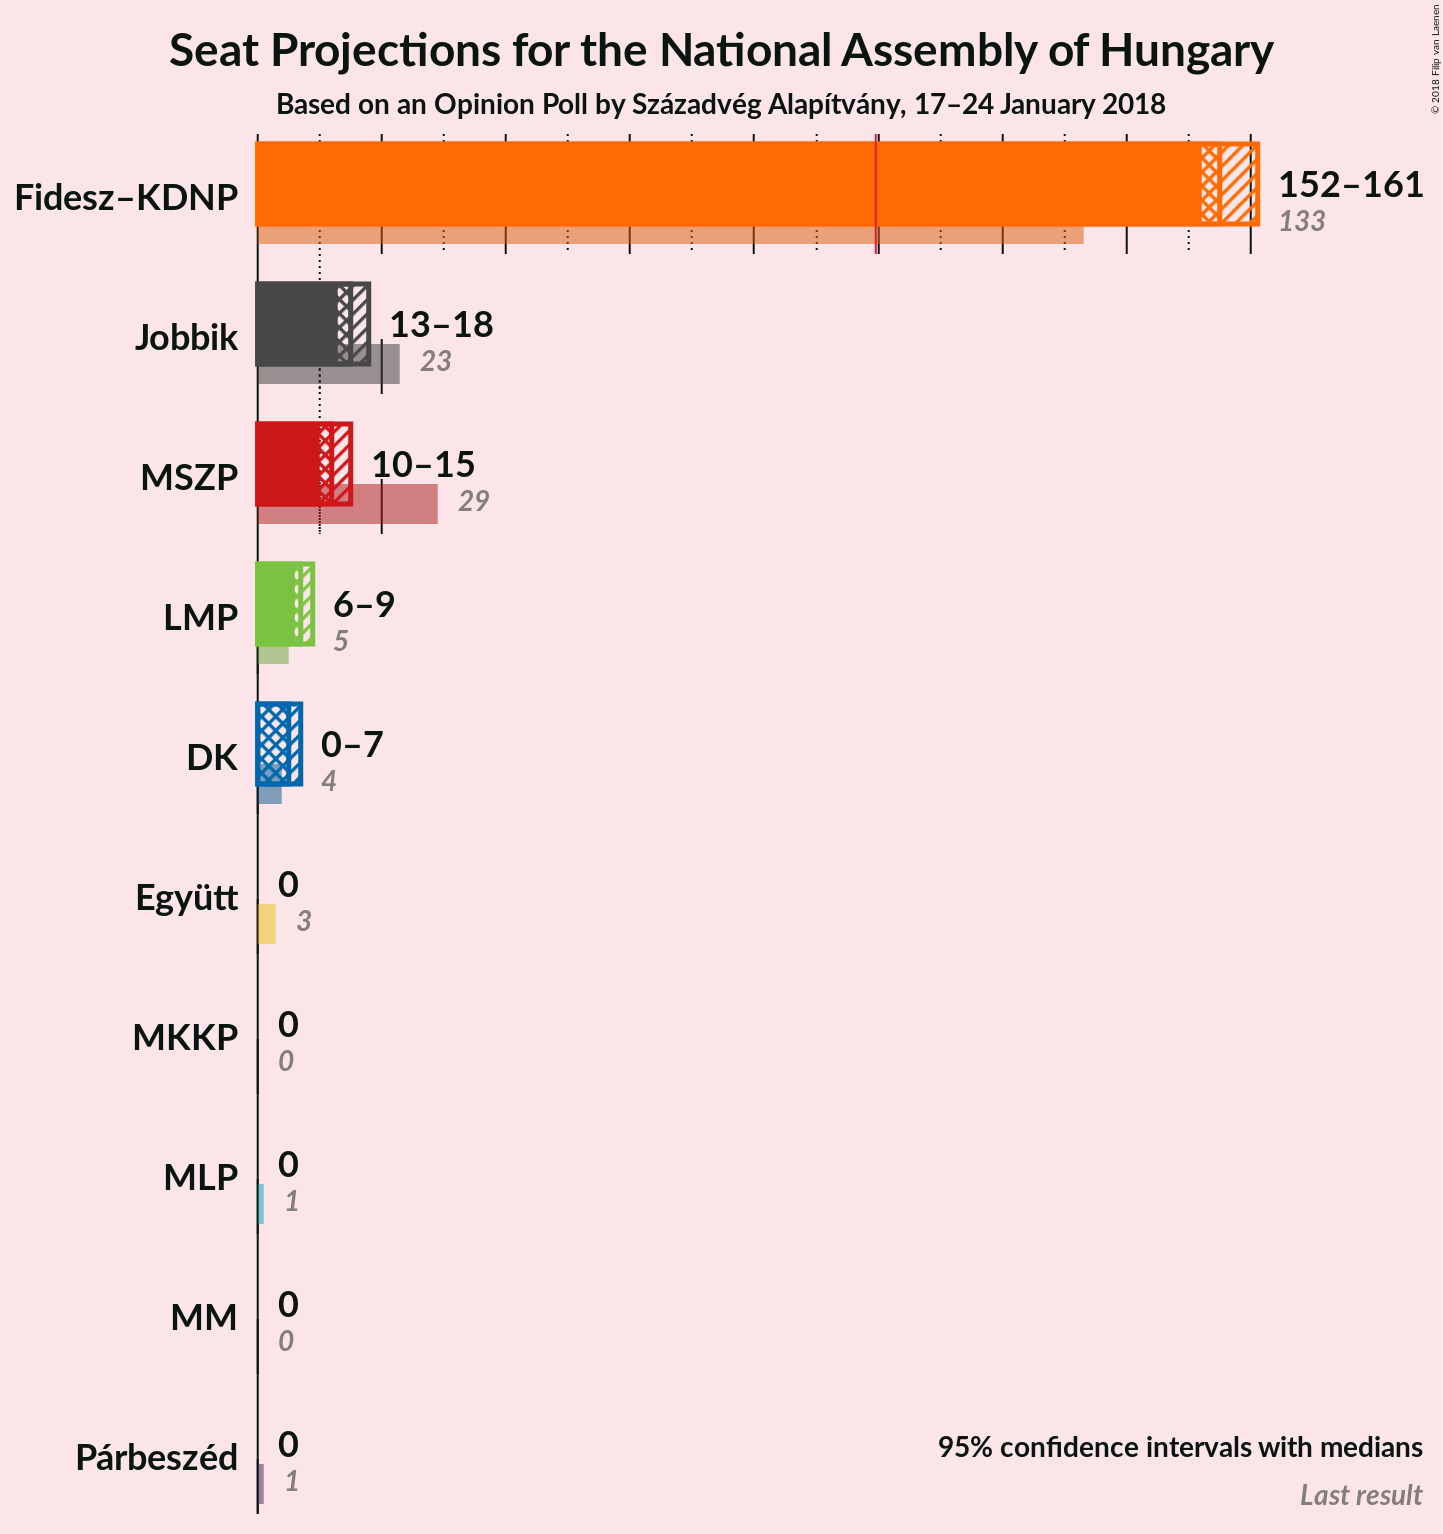 Seat Projections for the National Assembly of Hungary
Based on an Opinion Poll by Századvég Alapítvány, 17–24 January 2018
© 2018 Filip van Laenen
Fidesz–KDNP
152–161
133
Jobbik
13–18
23
MSZP
10–15
29
LMP
6–9
5
DK
0–7
4
Együtt
0
3
MKKP
0
0
MLP
0
1
MM
0
0
Párbeszéd
0
1
95% confidence intervals with medians
Last result